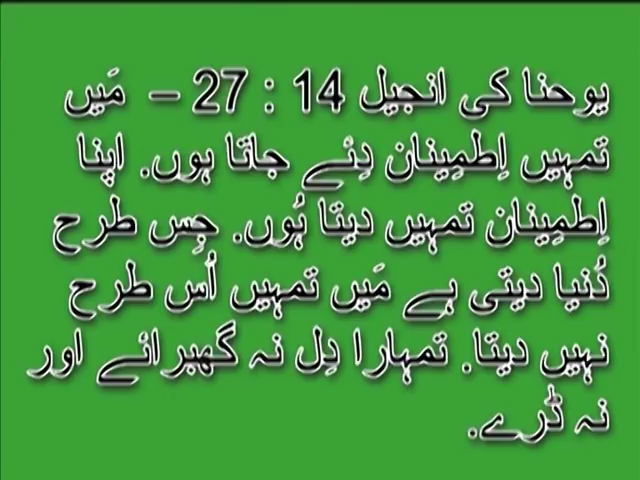 یوحنا کی انجیل 14 : 27 – مَیں
تمہیں اِطمِینان دِئے جاتا ہوں. اپنا
اِطمِینان تمہیں دیتا ہُوں. جِس طرح
دُنیا دیتی ہے مَیں تمہیں اُس طرح
نہیں دیتا. تمہارا دِل نہ گھبرائے اور
نہ ڈرے.